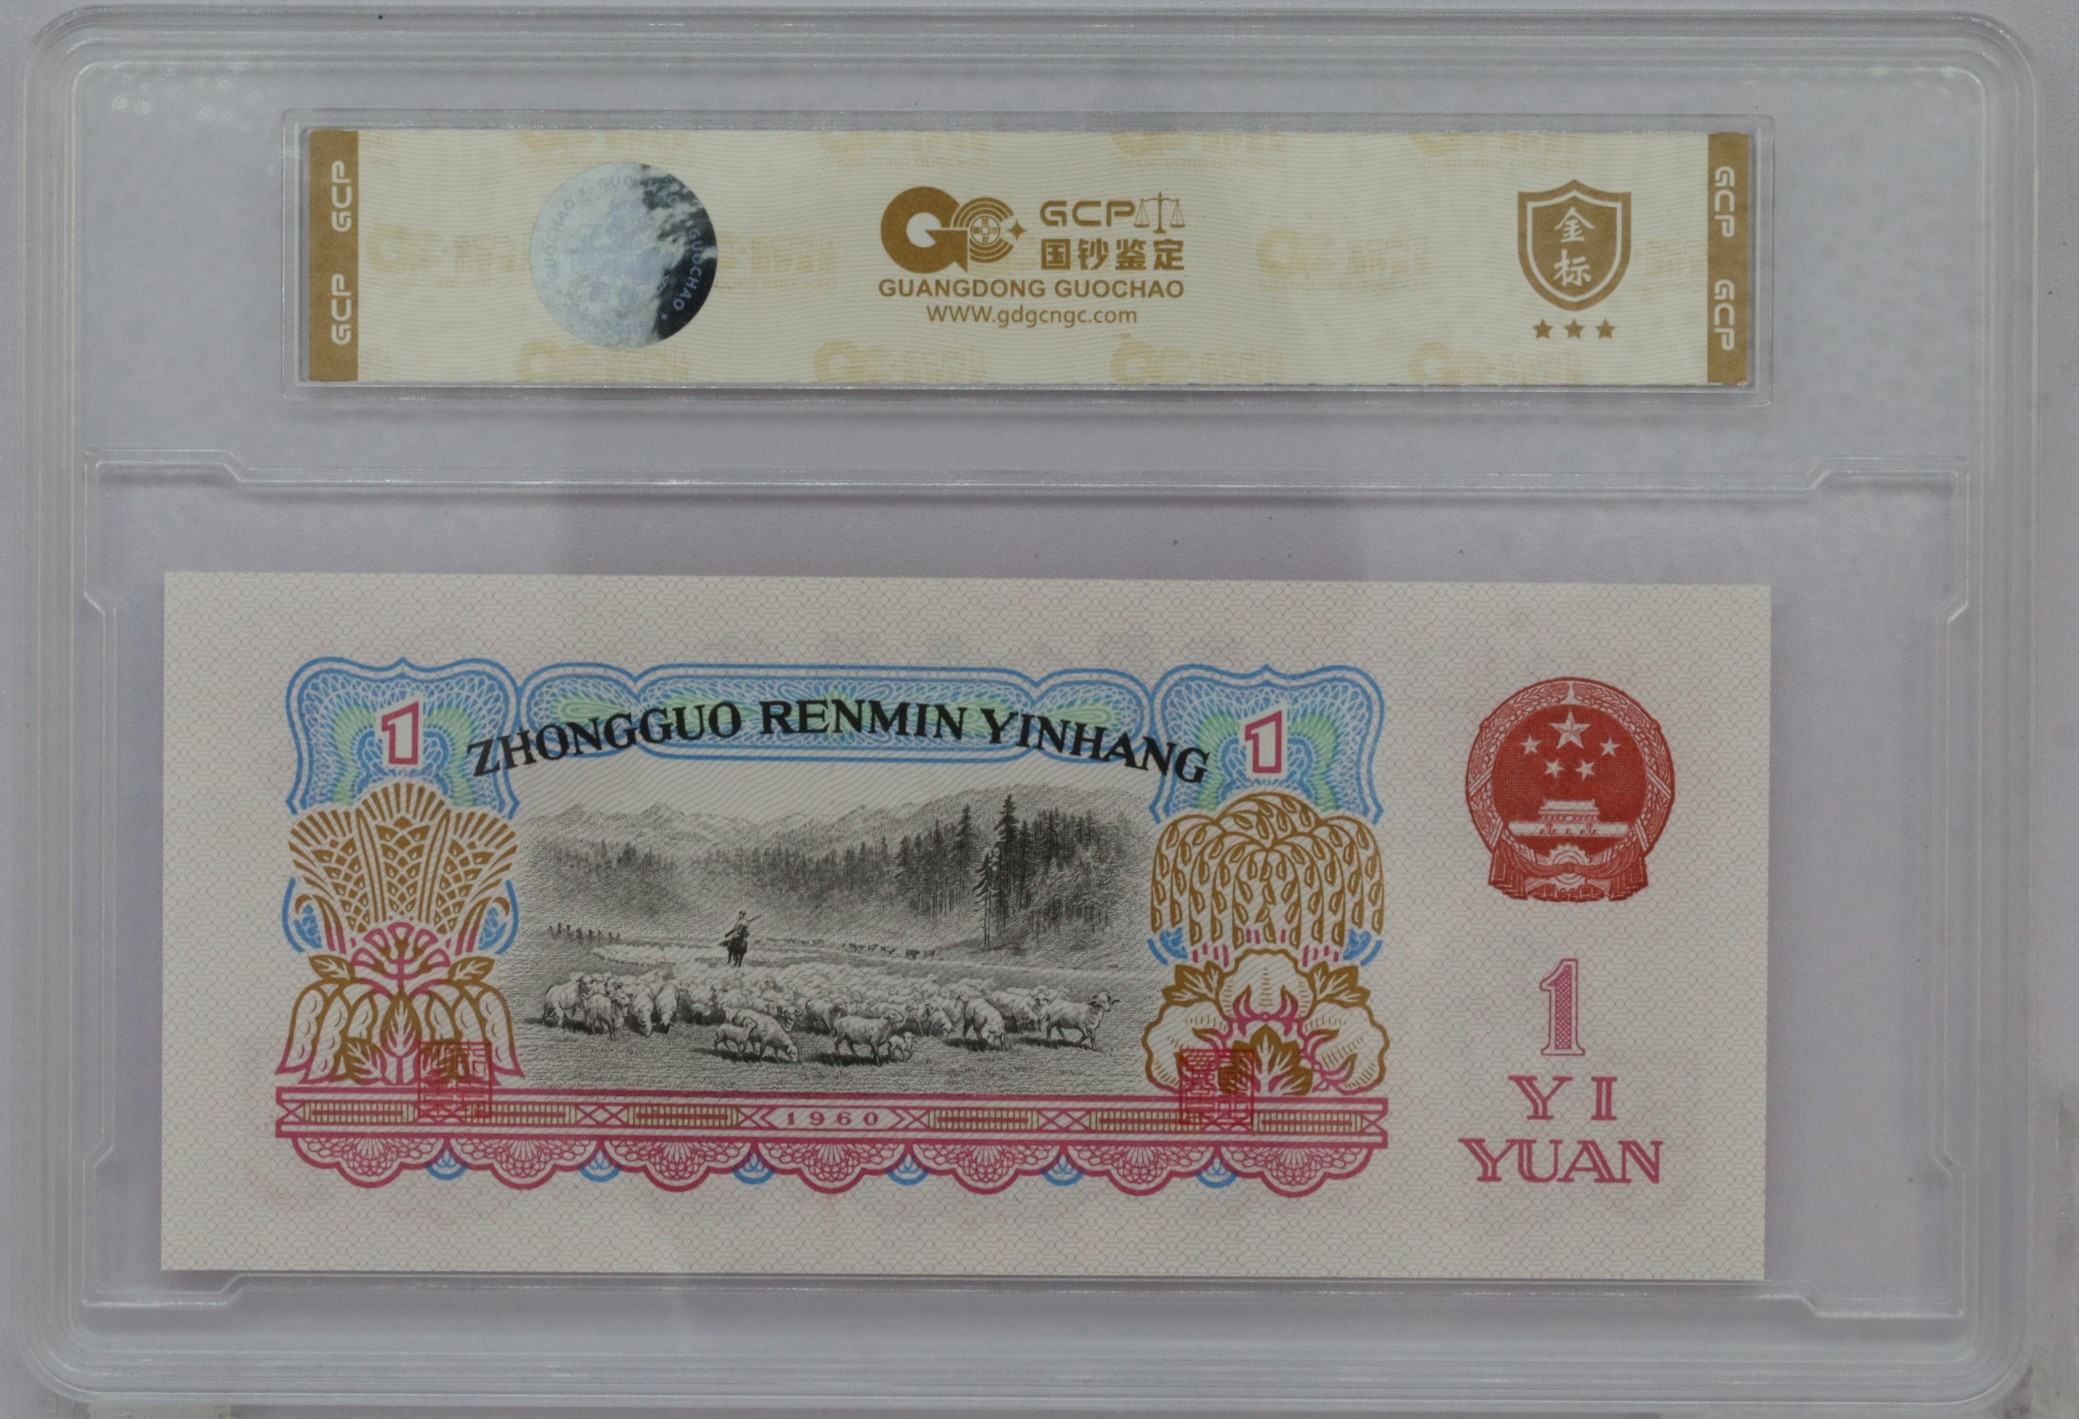 GCP GCP
GUOCHAO
GCP
国钞鉴定
GUANGDONG GUOCHAO
WWW.gdgcngc.com
金标
GCP GCP
1
ZHONGGUO RENMIN YINHANG
1
1960
1
YI
YUAN